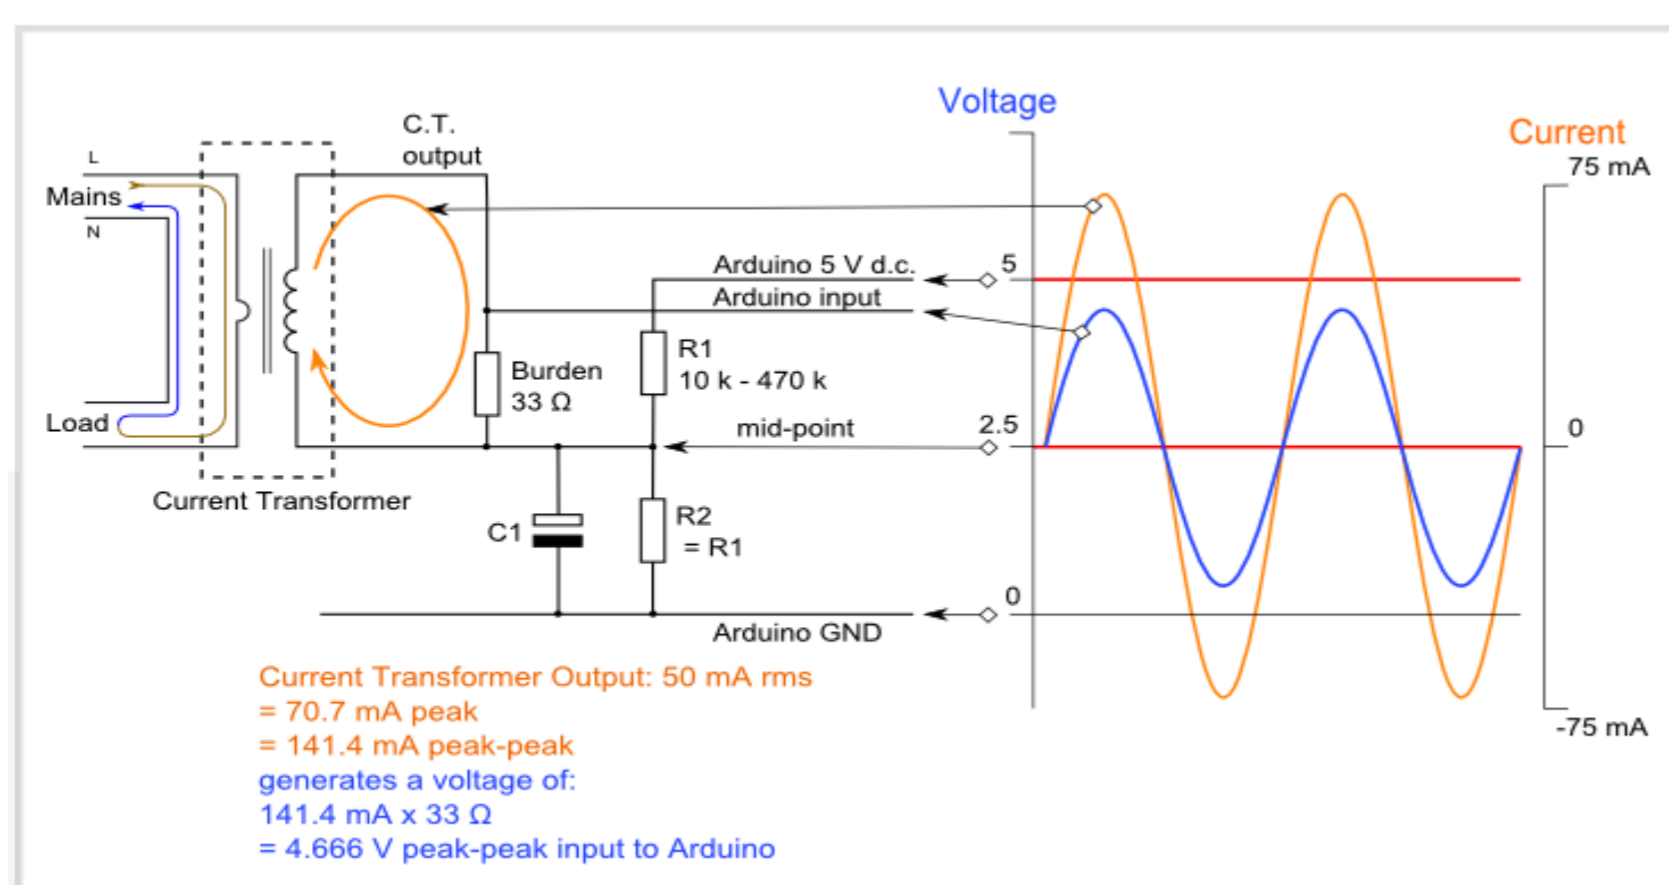 Voltage
Current
75 mA
C.T.
output
L
Mains
N
Arduino 5 V d.c.
5
Arduino input
R1
10 k - 470 k
Burden
33 Ω
Load
mid-point
2.5
0
Current Transformer
C1
R2
= R1
0
Arduino GND
-75 mA
Current Transformer Output: 50 mA rms
= 70.7 mA peak
= 141.4 mA peak-peak
generates a voltage of:
141.4 mA x 33 Ω
= 4.666 V peak-peak input to Arduino